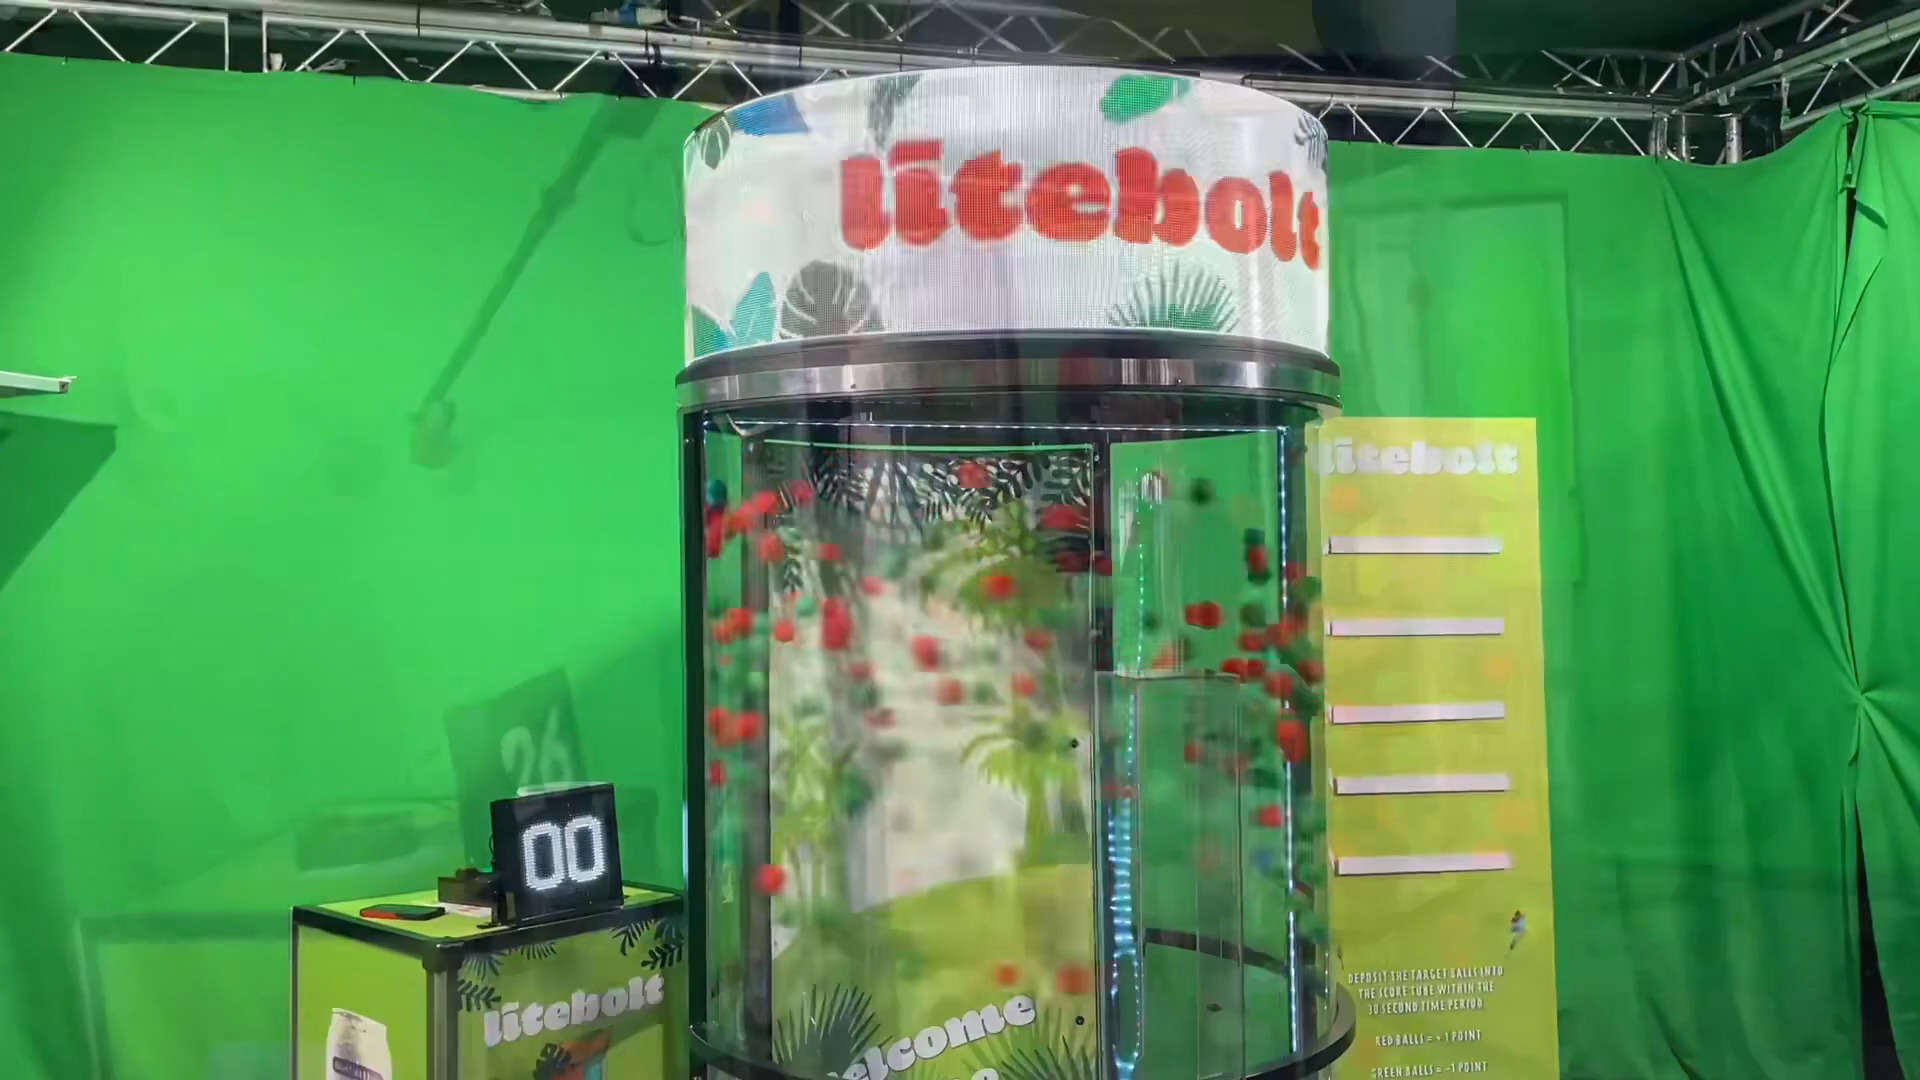 litebolt
litebolt
26
00
DEPOSIT THE TARGET BALLS INTO
THE SCORE TUBE WITHIN THE
30 SECOND TIME PERIOD.
RED BALLS = + 1 POINT
GREEN BALLS = -1 POINT
litebolt
elcome